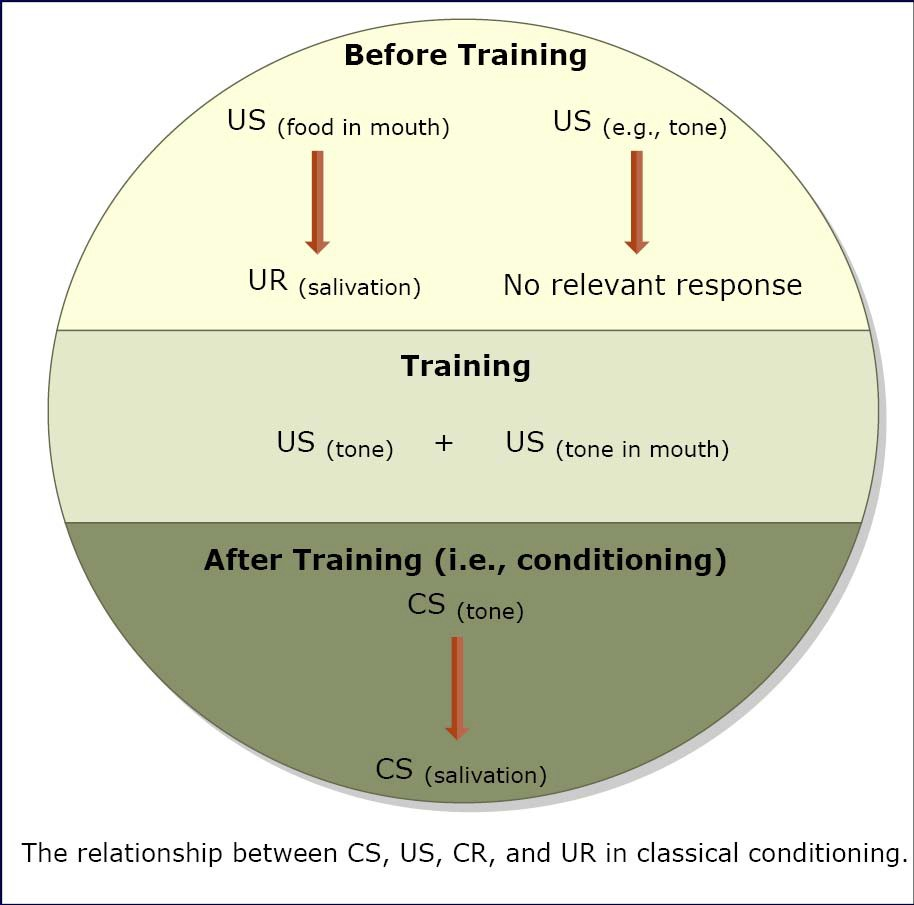 Before Training
US (food in mouth) US (e.g., tone)
UR (salivation) No relevant response
Training
US (tone) + US (tone in mouth)
After Training (i.e., conditioning)
CS (tone)
CS (salivation)
The relationship between CS, US, CR, and UR in classical conditioning.